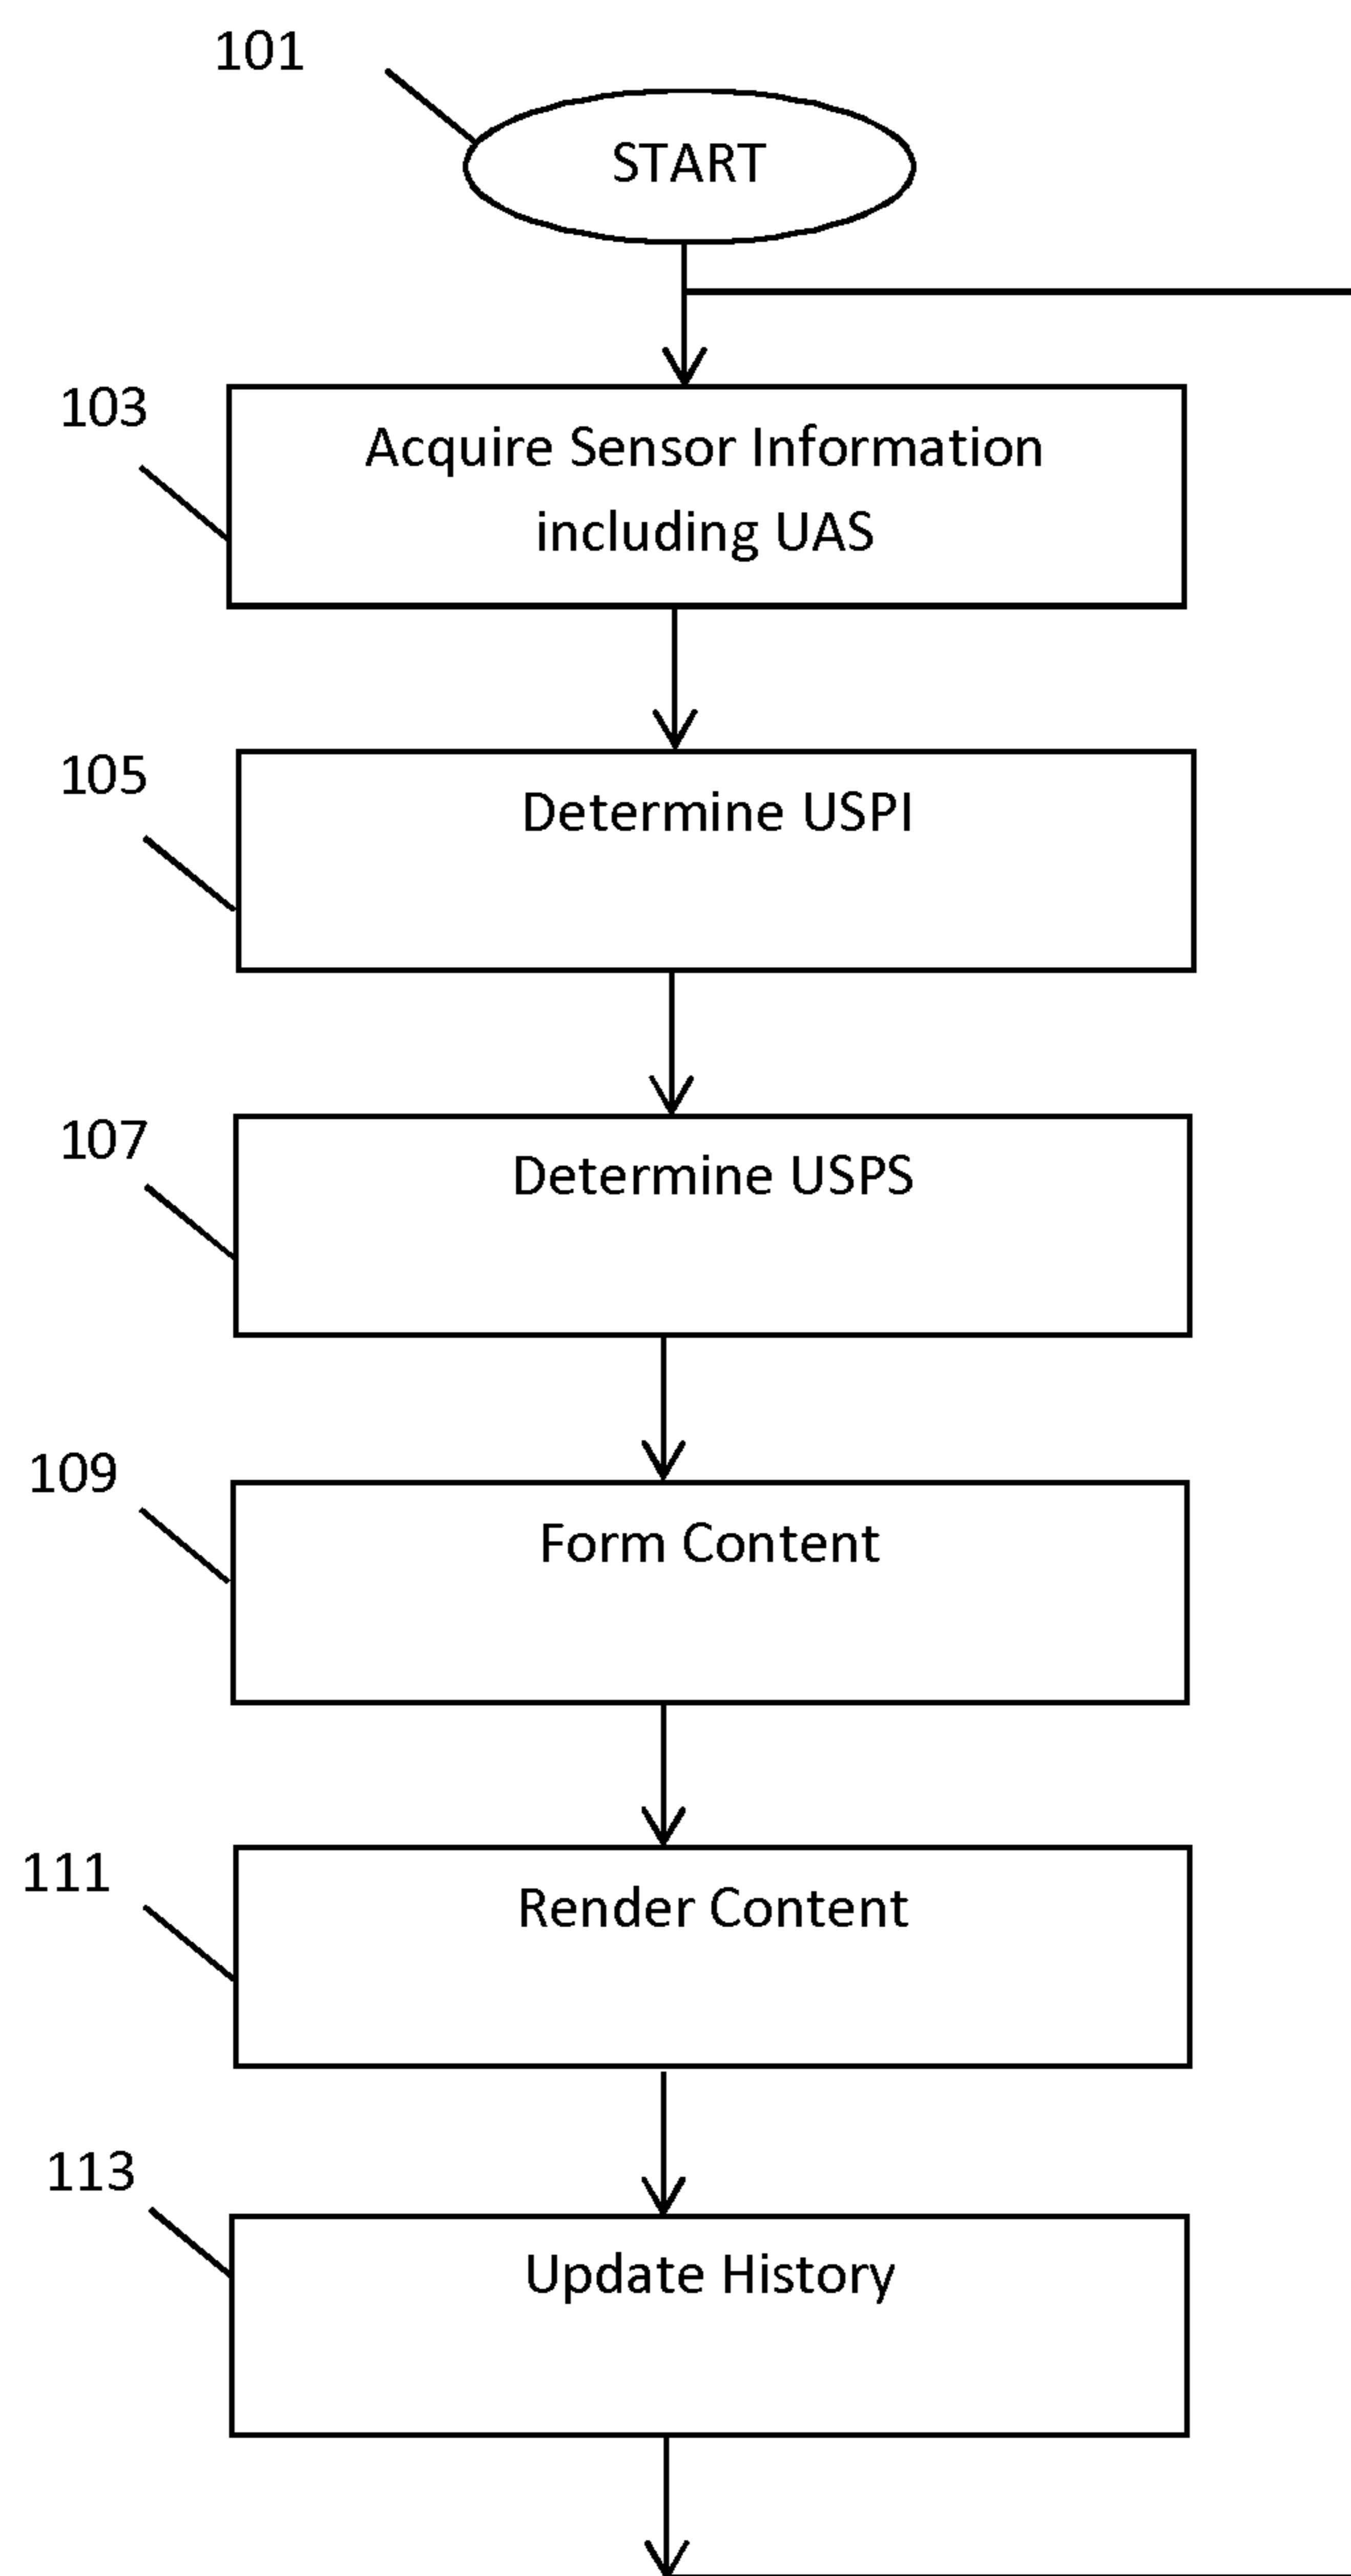 101
START
103
Acquire Sensor Information
including UAS
105
Determine USPI
107
Determine USPS
109
Form Content
111
Render Content
113
Update History